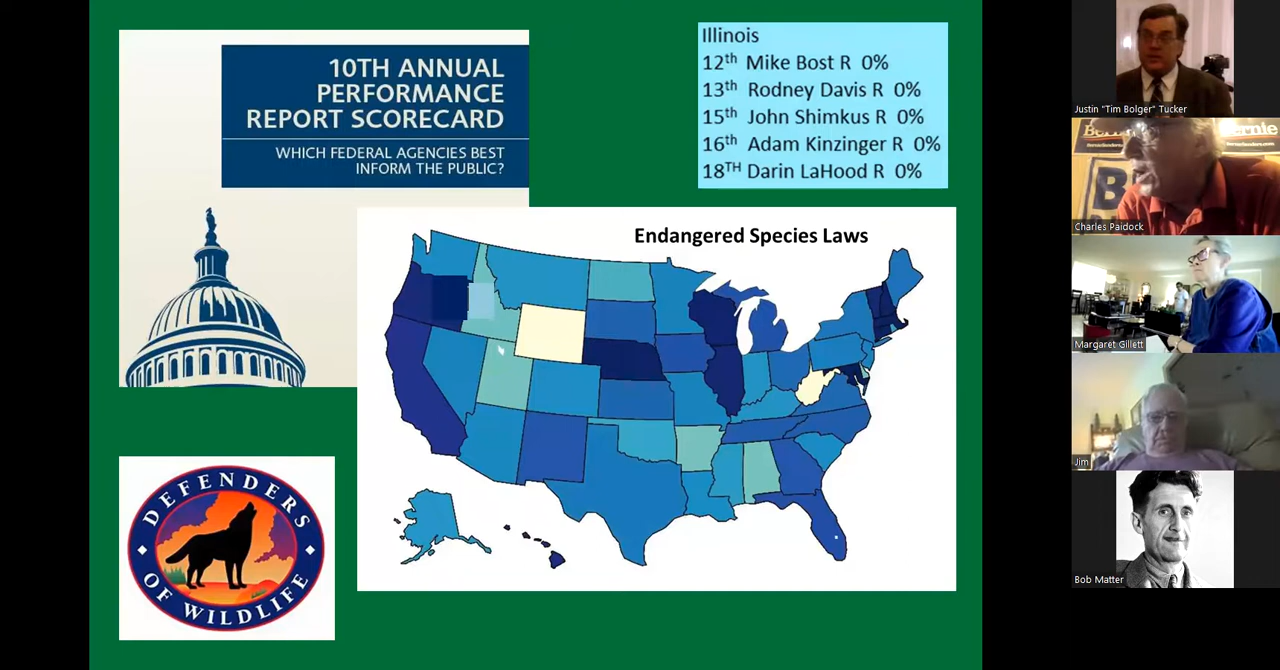 10TH ANNUAL
PERFORMANCE
REPORT SCORECARD
WHICH FEDERAL AGENCIES BEST
INFORM THE PUBLIC?
Illinois
12th Mike Bost R 0%
13th Rodney Davis R 0%
15th John Shimkus R 0%
16th Adam Kinzinger R 0%
18TH Darin LaHood R 0%
Endangered Species Laws
DEFENDERS
OF WILDLIFE
Justin "Tim Bolger" Tucker
Charles Paidock
Margaret Gillett
Jim
Bob Matter